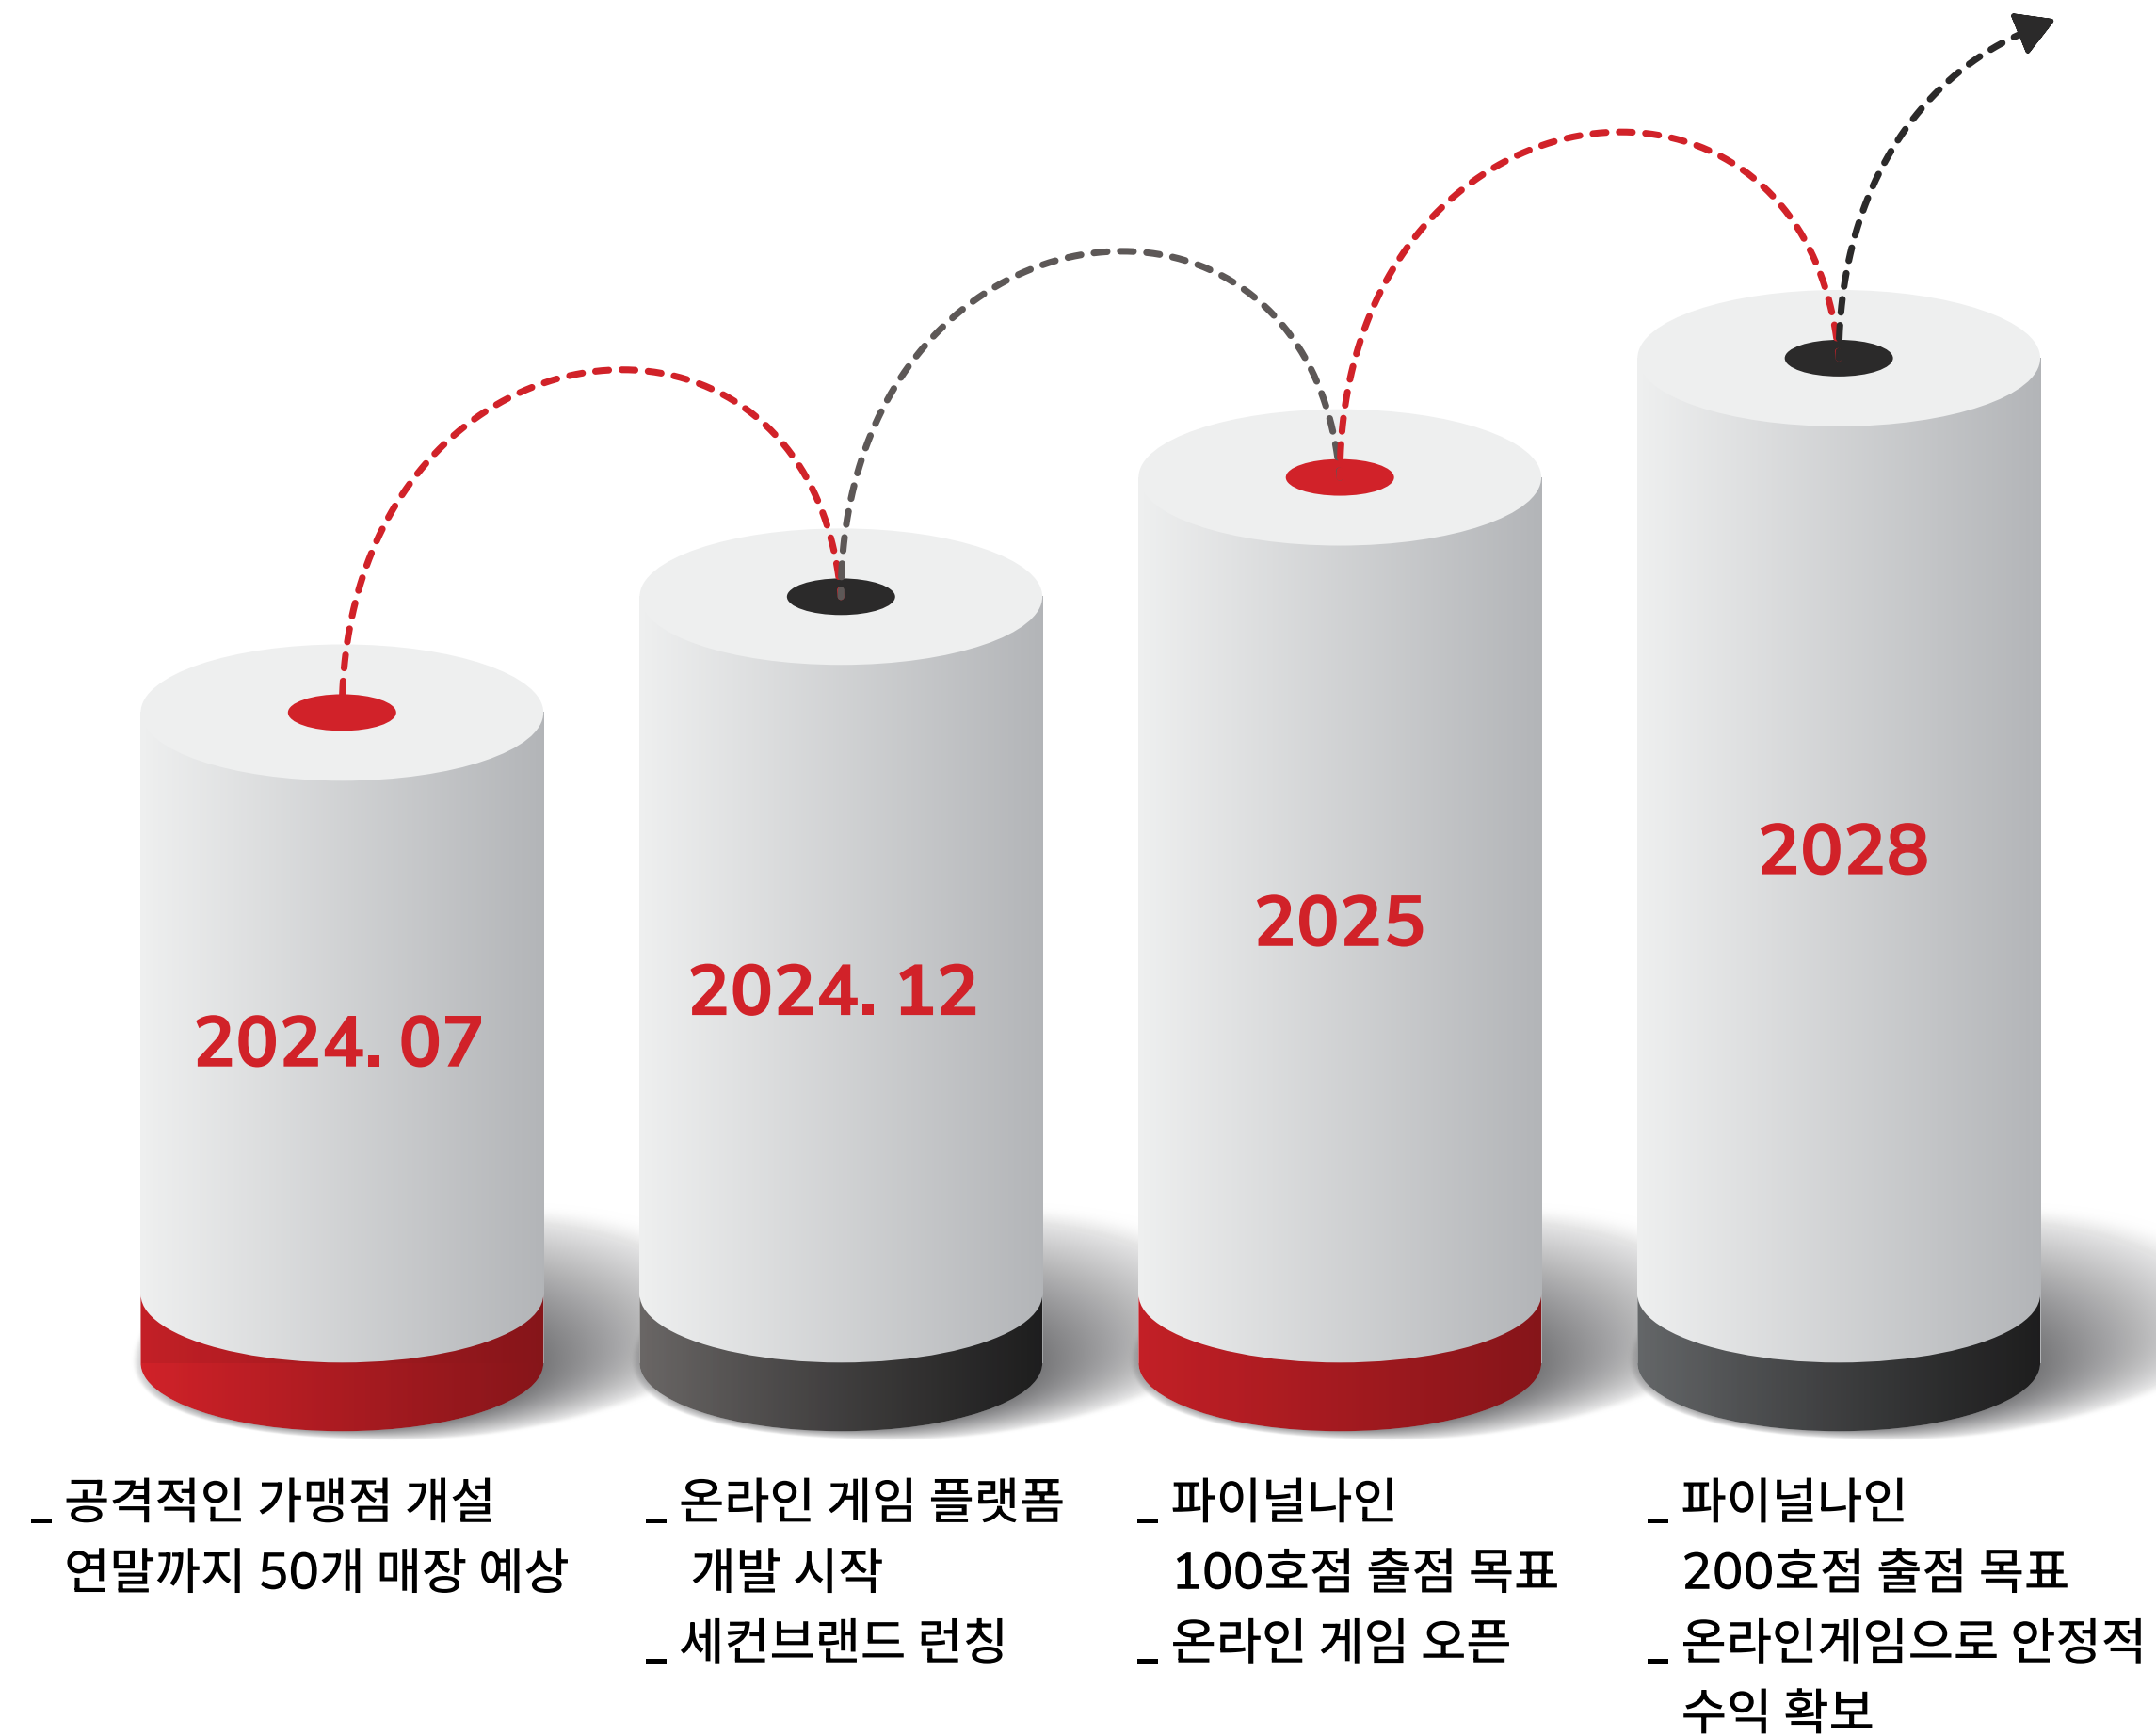 2024. 07
2024. 12
2025
2028
_ 공격적인 가맹점 개설
연말까지 50개 매장 예상
_ 온라인 게임 플랫폼
개발 시작
_ 세컨브랜드 런칭
_ 파이널나인
100호점 출점 목표
_ 온라인 게임 오픈
_ 파이널나인
200호점 출점 목표
_ 온라인게임으로 안정적
수익 확보